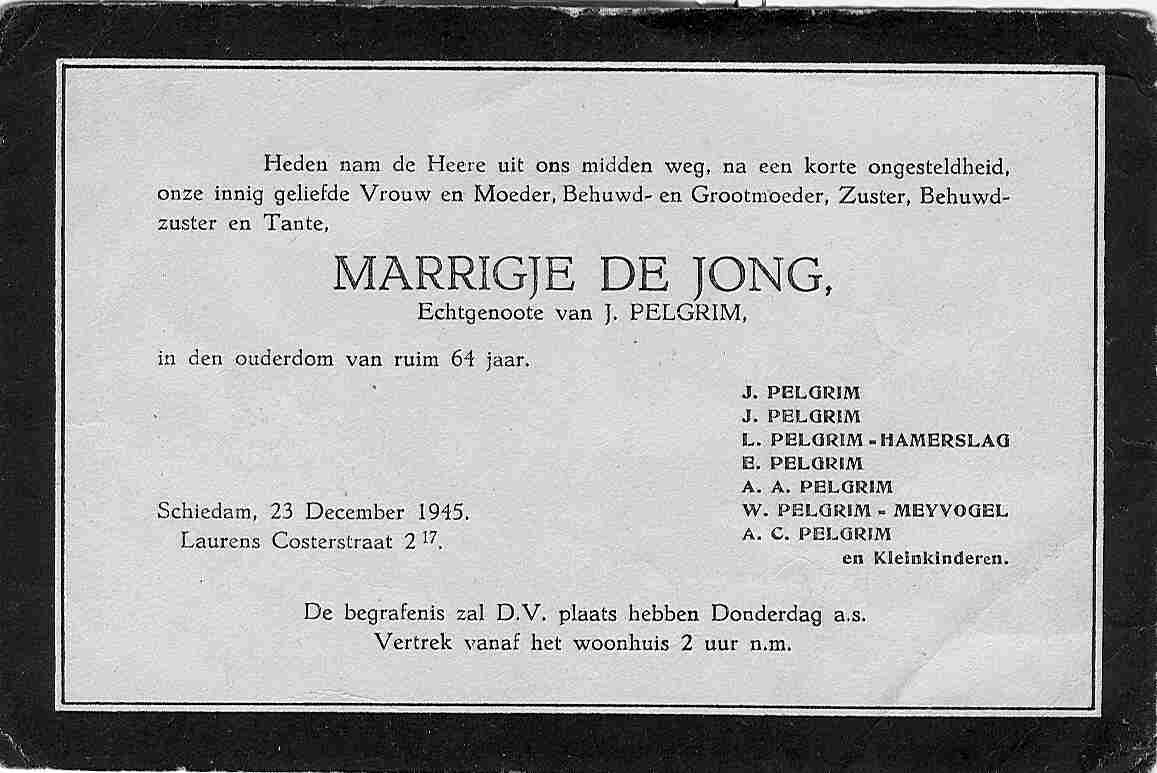 Heden nam de Heere uit ons midden weg, na een korte ongesteldheid,
onze innig geliefde Vrouw en Moeder, Behuwd- en Grootmoeder, Zuster, Behuwd-
zuster en Tante,
MARRIGJE DE JONG,
Echtgenoote van J. PELGRIM,
in den ouderdom van ruim 64 jaar.
J. PELGRIM
J. PELGRIM
L. PELGRIM - HAMERSLAG
E. PELGRIM
A. A. PELGRIM
W. PELGRIM - MEYVOGEL
A. C. PELGRIM
en Kleinkinderen.
Schiedam, 23 December 1945.
Laurens Costerstraat 2 17.
De begrafenis zal D.V. plaats hebben Donderdag a.s.
Vertrek vanaf het woonhuis 2 uur n.m.